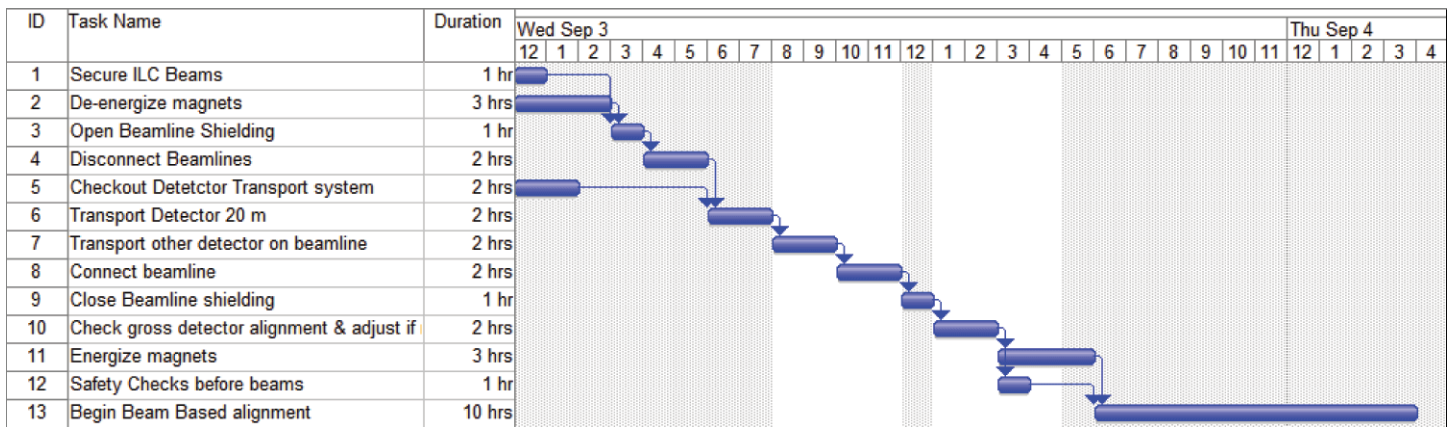 ID Task Name Duration Wed Sep 3 Thu Sep 4
12 1 2 3 4 5 6 7 8 9 10 11 12 1 2 3 4 5 6 7 8 9 10 11 12 1 2 3 4
1 Secure ILC Beams 1 hr
2 De-energize magnets 3 hrs
3 Open Beamline Shielding 1 hr
4 Disconnect Beamlines 2 hrs
5 Checkout Detetctor Transport system 2 hrs
6 Transport Detector 20 m 2 hrs
7 Transport other detector on beamline 2 hrs
8 Connect beamline 2 hrs
9 Close Beamline shielding 1 hr
10 Check gross detector alignment & adjust if 2 hrs
11 Energize magnets 3 hrs
12 Safety Checks before beams 1 hr
13 Begin Beam Based alignment 10 hrs